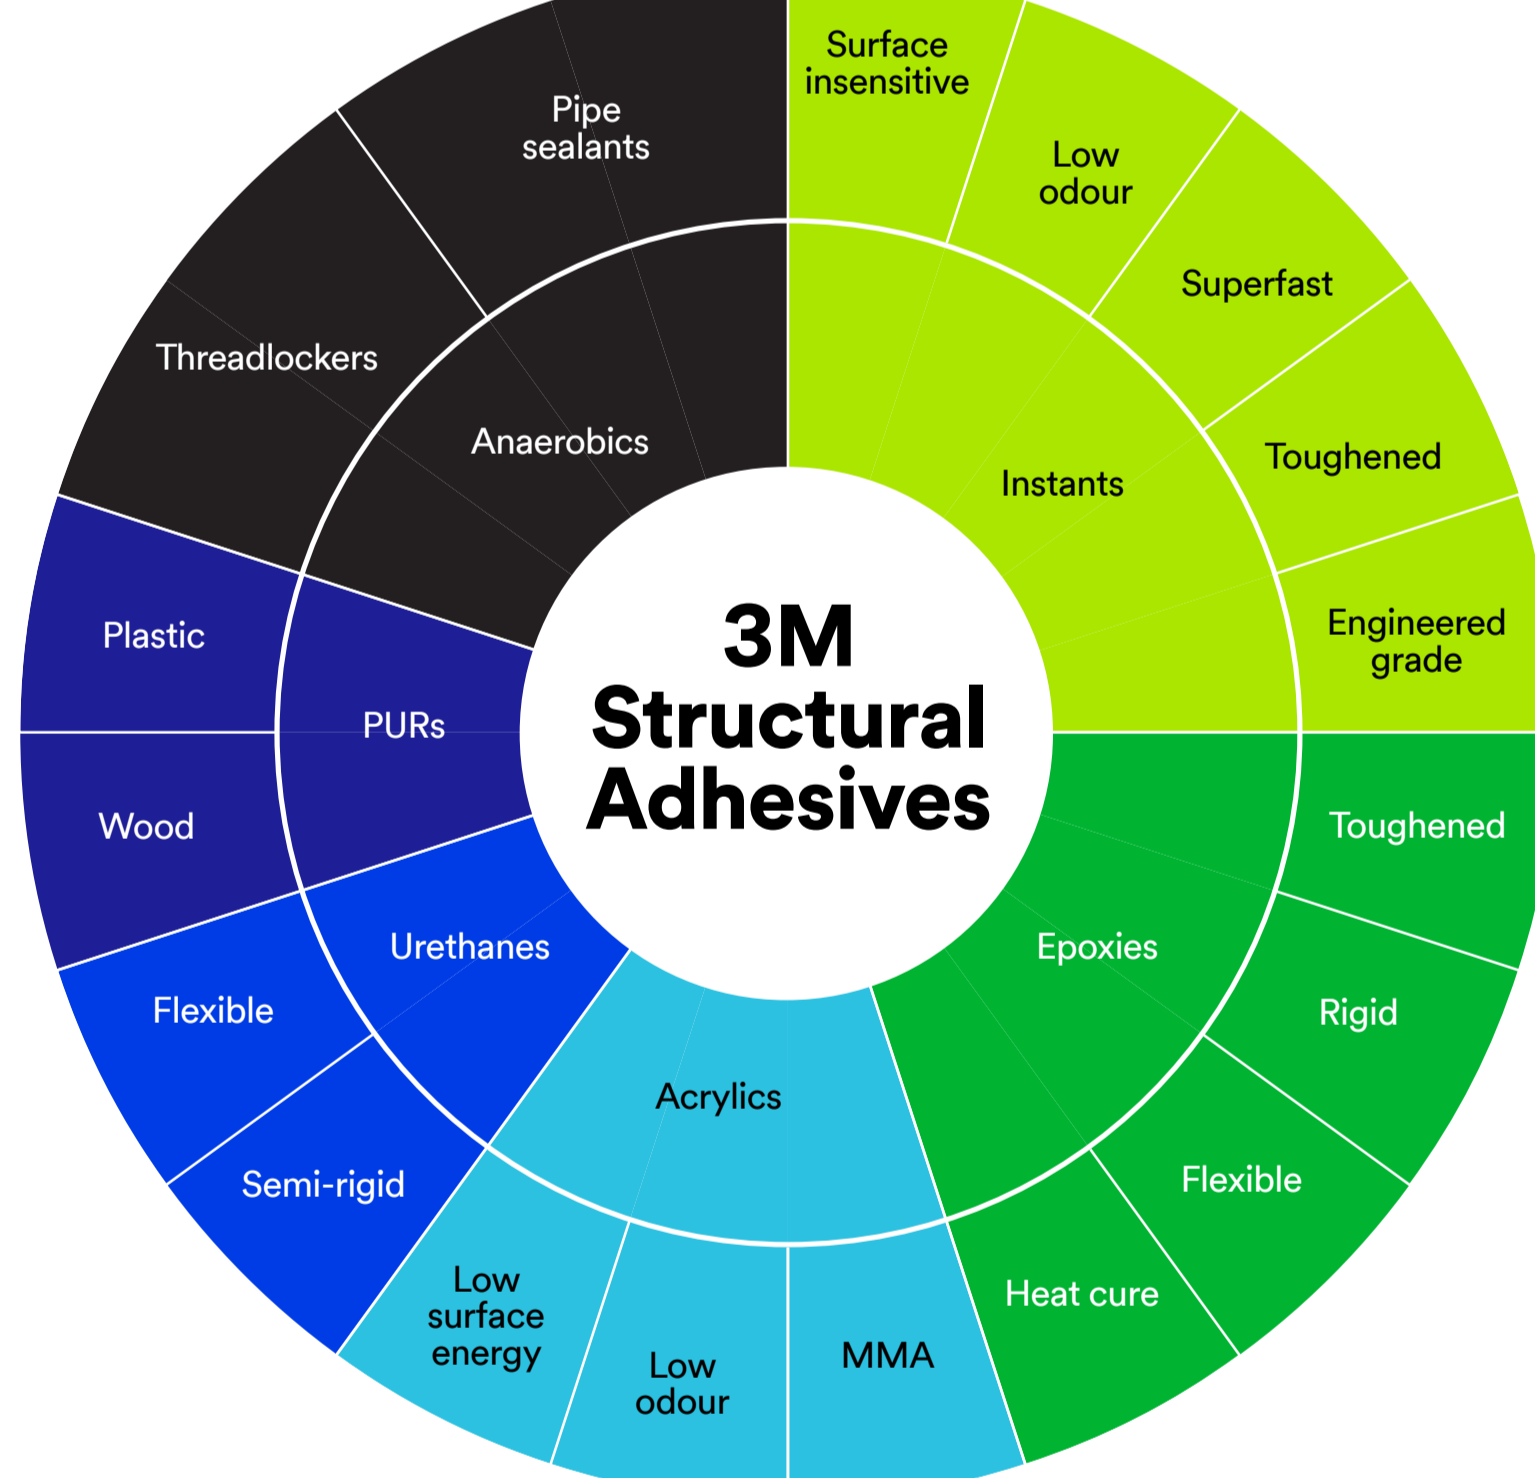 3M
Structural
Adhesives
Instants
Surface
insensitive
Low
odour
Superfast
Toughened
Engineered
grade
Epoxies
Toughened
Rigid
Flexible
Heat cure
Acrylics
MMA
Low
odour
Low
surface
energy
Urethanes
Semi-rigid
Flexible
PURs
Wood
Plastic
Anaerobics
Threadlockers
Pipe
sealants